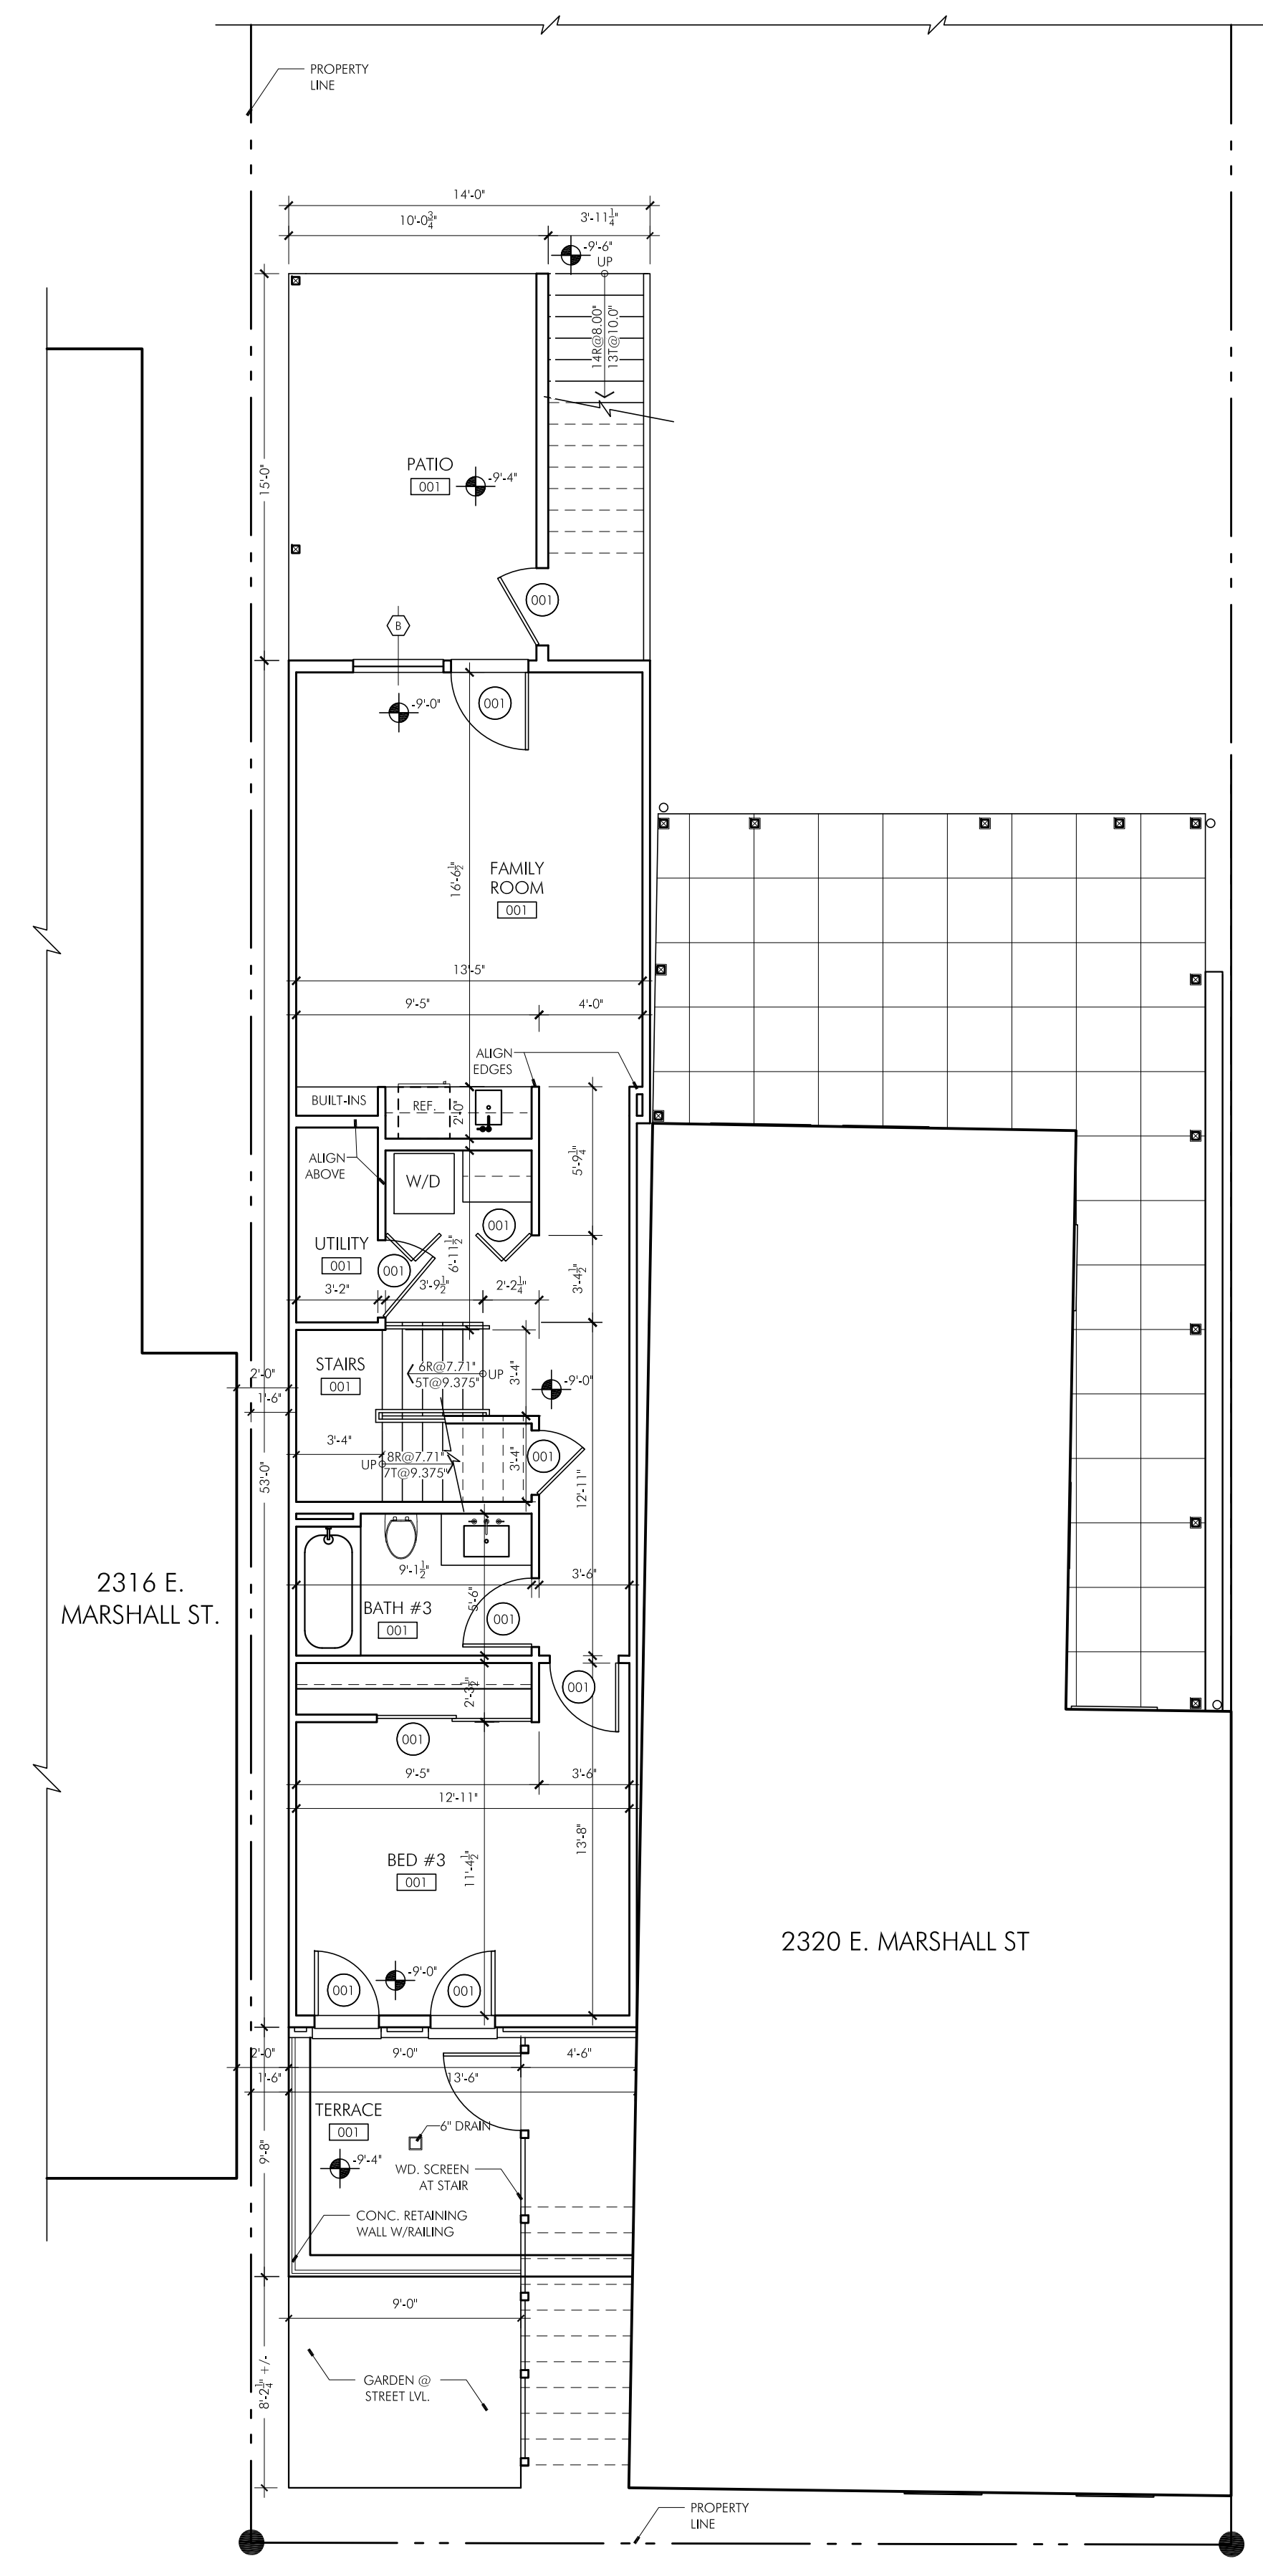 PROPERTY
LINE
14'-0"
10'-0¾"
3'-11¼"
-9'-6"
UP
14R@8.00"
13T@10.0"
15'-0"
PATIO
001
-9'-4"
001
B
001
-9'-0"
16'-6½"
FAMILY
ROOM
001
13'-5"
9'-5"
4'-0"
ALIGN
EDGES
BUILT-INS
REF.
2'-0"
5'-9¼"
ALIGN
ABOVE
W/D
001
UTILITY
001
001
6'-11½"
3'-2"
3'-9½"
2'-2¼"
3'-4½"
STAIRS
001
6R@7.71"
5T@9.375"
UP
3'-4"
-9'-0"
2'-0"
1'-6"
3'-4"
UP
8R@7.71"
7T@9.375"
3'-4"
001
53'-0"
12'-11"
9'-1½"
3'-6"
5'-6"
2316 E.
MARSHALL ST.
BATH #3
001
001
2'-3½"
001
001
9'-5"
3'-6"
12'-11"
13'-8"
BED #3
001
11'-4½"
2320 E. MARSHALL ST
-9'-0"
001
001
2'-0"
9'-0"
4'-6"
1'-6"
13'-6"
TERRACE
001
6" DRAIN
9'-8"
-9'-4"
WD. SCREEN
AT STAIR
CONC. RETAINING
WALL W/RAILING
9'-0"
8'-2¼" +/-
GARDEN @
STREET LVL.
PROPERTY
LINE